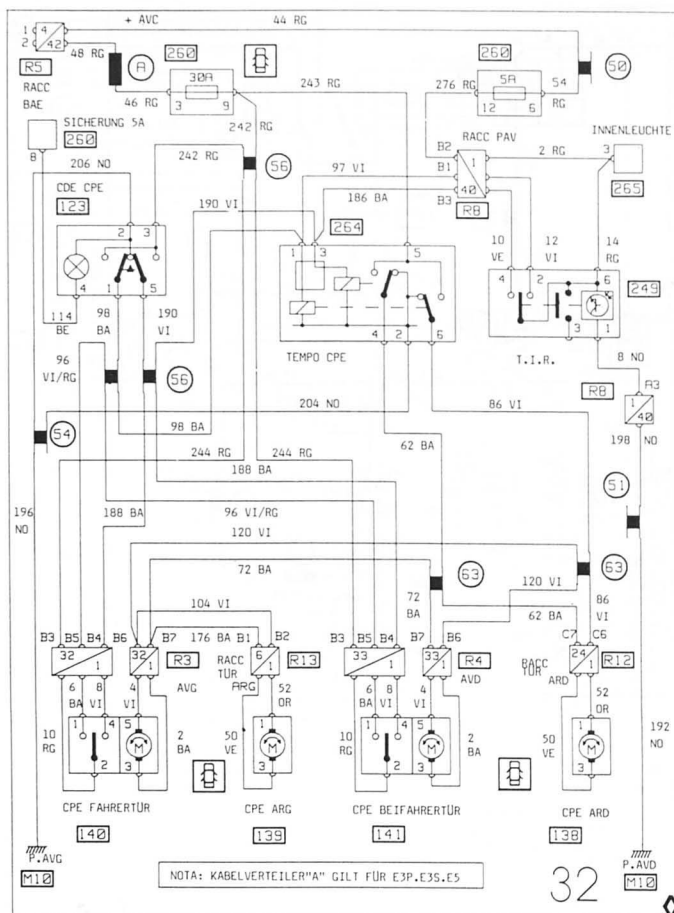 + AVC
44 RG
1 4
2 42
48 RG
R5
RACC
BAE
A
260
30A
3 9
46 RG
242
RG
243 RG
260
5A
12 6
276 RG
54
RG
50
SICHERUNG 5A
260
B
206 NO
242 RG
56
97 VI
186 BA
RACC PAV
B2
B1
B3
1
40
R8
2 RG
INNENLEUCHTE
3
265
CDE CPE
123
2 3
4 1 5
190 VI
264
1 3 5
4 2 6
TEMPO CPE
10
VE
12
VI
14
RG
4 2 6
3 1
249
T.I.R.
114
BE
98
BA
190
VI
96
VI/RG
56
8 NO
R8
A3
1
40
204 NO
86 VI
54
98 BA
62 BA
198 NO
244 RG
188 BA
244 RG
51
196
NO
188 BA
96 VI/RG
120 VI
72 BA
63
120 VI
63
72
BA
62 BA
86
VI
104 VI
176 BA
B3 B5 B4 B6 B7 B1 B2
B3 B5 B4 B7 B6
C7 C6
32 1
32 1
R3
6 1
R13
33 1
33 1
R4
24 1
R12
RACC
TÜR
ARG
AVG
AVD
RACC
TÜR
ARD
6
BA
8
VI
4
VI
52
OR
6
BA
8
VI
4
VI
52
OR
10
RG
1 4 5
2 3
2
BA
50
VE
1
M
3
10
RG
1 4 5
2 3
2
BA
50
VE
1
M
3
192
NO
CPE FAHRERTÜR
140
CPE ARG
139
CPE BEIFAHRERTÜR
141
CPE ARD
138
P.AVG
M10
P.AVD
M10
NOTA: KABELVERTEILER"A" GILT FÜR E3P.E3S.E5
32